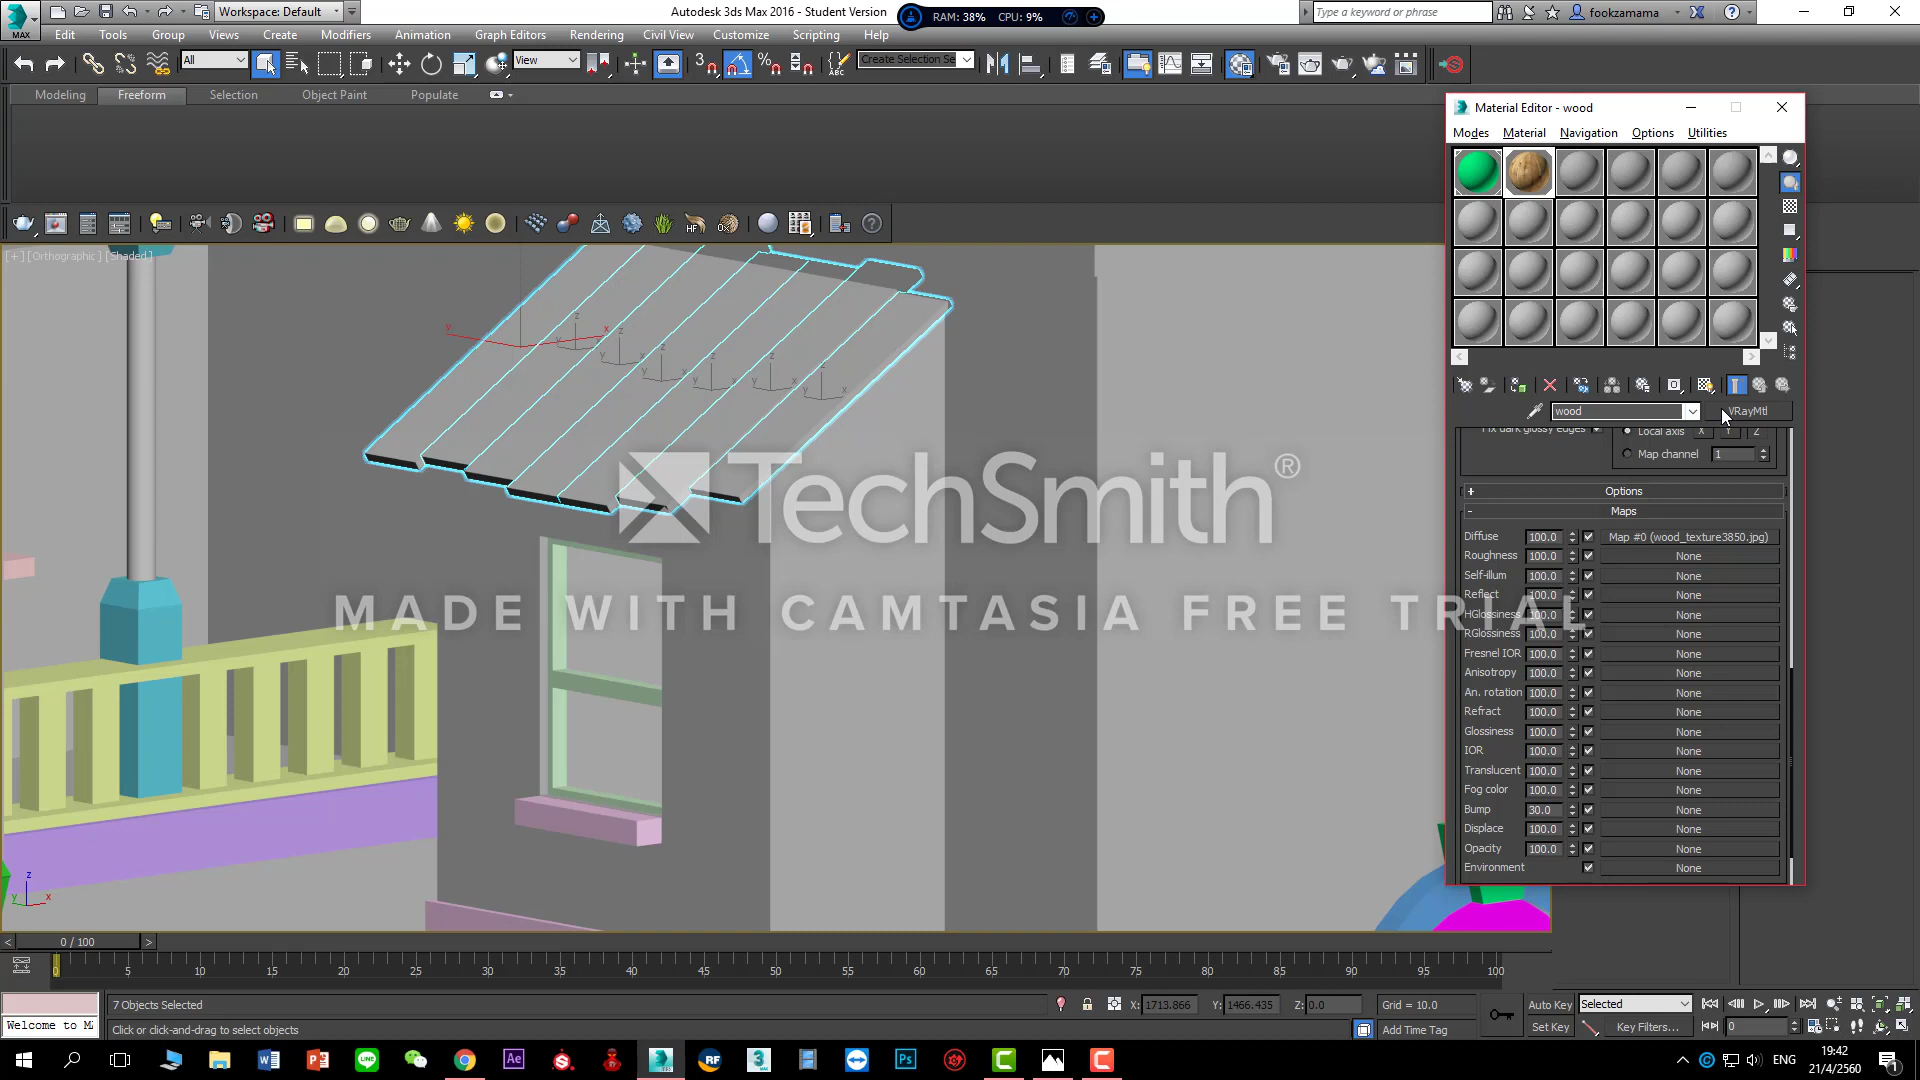 Workspace: Default
Autodesk 3ds Max 2016 - Student Version
RAM: 38% CPU: 9%
Type a keyword or phrase
fookzamama
MAX
Edit Tools Group Views Create Modifiers Animation Graph Editors Rendering Civil View Customize Scripting Help
All
View
Create Selection Se
Modeling Freeform Selection Object Paint Populate
[+] [Orthographic] [Shaded]
Material Editor - wood
Modes Material Navigation Options Utilities
wood
VRayMtl
Fix dark glossy edges
Local axis X Y Z
Map channel 1
+ Options
- Maps
Diffuse 100.0 Map #0 (wood_texture3850.jpg)
Roughness 100.0 None
Self-illum 100.0 None
Reflect 100.0 None
HGlossiness 100.0 None
RGlossiness 100.0 None
Fresnel IOR 100.0 None
Anisotropy 100.0 None
An. rotation 100.0 None
Refract 100.0 None
Glossiness 100.0 None
IOR 100.0 None
Translucent 100.0 None
Fog color 100.0 None
Bump 30.0 None
Displace 100.0 None
Opacity 100.0 None
Environment None
TechSmith®
MADE WITH CAMTASIA FREE TRIAL
0 / 100
0 5 10 15 20 25 30 35 40 45 50 55 60 65 70 75 80 85 90 95 100
7 Objects Selected
X: 1713.866 Y: 1466.435 Z: 0.0 Grid = 10.0
Auto Key Selected
Welcome to M
Click or click-and-drag to select objects
Add Time Tag
Set Key Key Filters... 0
ENG
19:42
21/4/2560